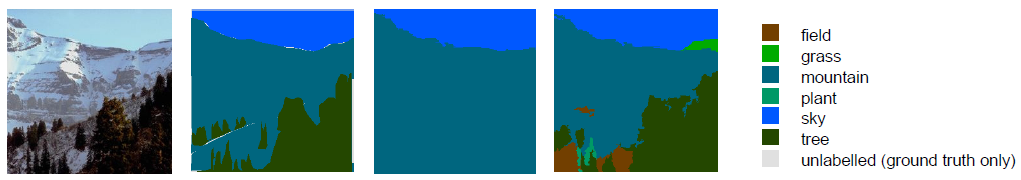 field
grass
mountain
plant
sky
tree
unlabelled (ground truth only)